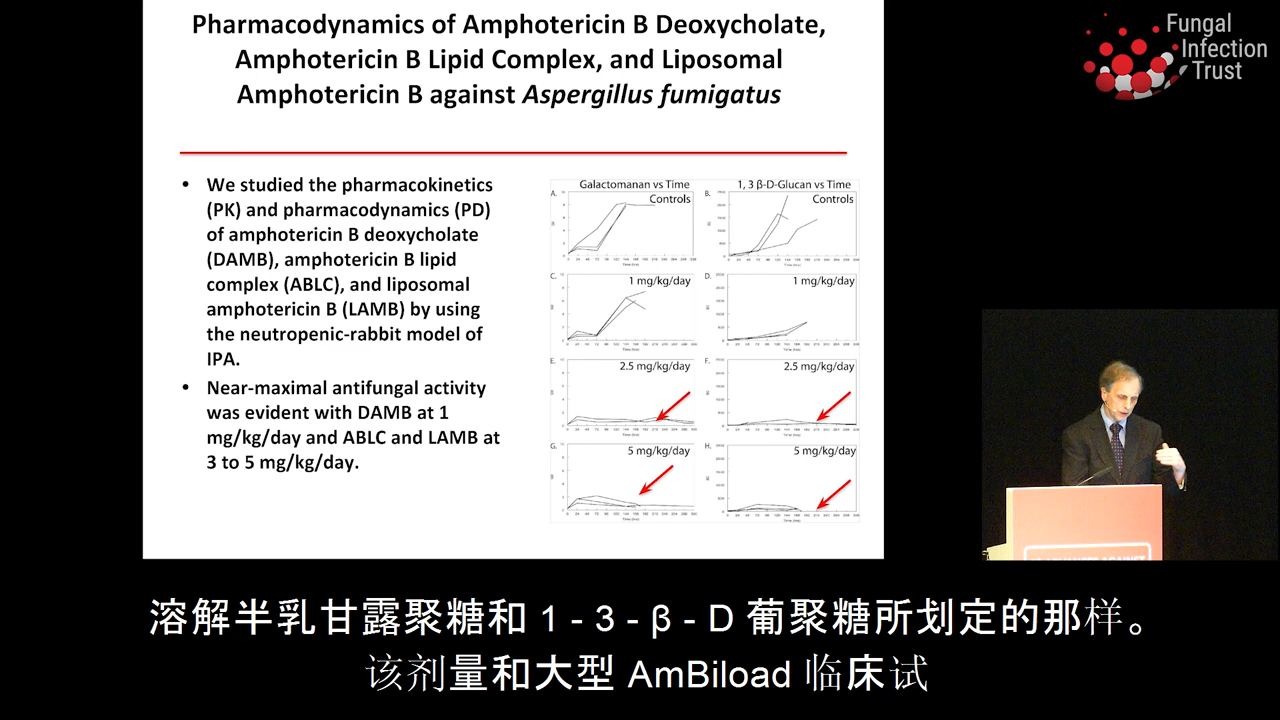 Pharmacodynamics of Amphotericin B Deoxycholate,
Amphotericin B Lipid Complex, and Liposomal
Amphotericin B against Aspergillus fumigatus
Fungal
Infection
Trust
• We studied the pharmacokinetics
(PK) and pharmacodynamics (PD)
of amphotericin B deoxycholate
(DAMB), amphotericin B lipid
complex (ABLC), and liposomal
amphotericin B (LAMB) by using
the neutropenic-rabbit model of
IPA.
• Near-maximal antifungal activity
was evident with DAMB at 1
mg/kg/day and ABLC and LAMB at
3 to 5 mg/kg/day.
Galactomanan vs Time
A.
Controls
1, 3 β-D-Glucan vs Time
B.
Controls
C.
1 mg/kg/day
D.
1 mg/kg/day
E.
2.5 mg/kg/day
F.
2.5 mg/kg/day
G.
5 mg/kg/day
H.
5 mg/kg/day
溶解半乳甘露聚糖和 1 - 3 - β - D 葡聚糖所划定的那样。
该剂量和大型 AmBiload 临床试